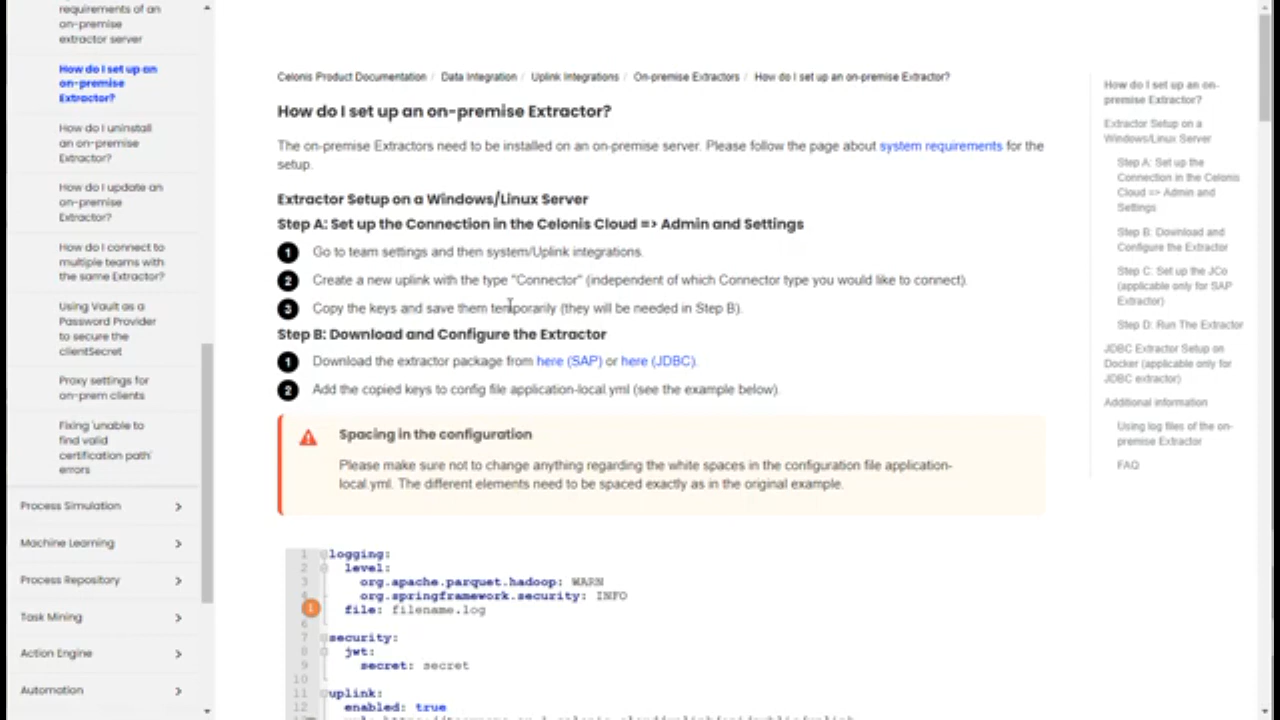 requirements of an
on-premise
extractor server
How do I set up an
on-premise
Extractor?
How do I uninstall
an on-premise
Extractor?
How do I update an
on-premise
Extractor?
How do I connect to
multiple teams with
the same Extractor?
Using Vault as a
Password Provider
to secure the
clientSecret
Proxy settings for
on-prem clients
Fixing 'unable to
find valid
certification path'
errors
Process Simulation
Machine Learning
Process Repository
Task Mining
Action Engine
Automation
Celonis Product Documentation / Data Integration / Uplink Integrations / On-premise Extractors / How do I set up an on-premise Extractor?
How do I set up an on-premise Extractor?
The on-premise Extractors need to be installed on an on-premise server. Please follow the page about system requirements for the
setup.
Extractor Setup on a Windows/Linux Server
Step A: Set up the Connection in the Celonis Cloud => Admin and Settings
1 Go to team settings and then system/Uplink integrations.
2 Create a new uplink with the type "Connector" (independent of which Connector type you would like to connect).
3 Copy the keys and save them temporarily (they will be needed in Step B).
Step B: Download and Configure the Extractor
1 Download the extractor package from here (SAP) or here (JDBC).
2 Add the copied keys to config file application-local.yml (see the example below).
Spacing in the configuration
Please make sure not to change anything regarding the white spaces in the configuration file application-
local.yml. The different elements need to be spaced exactly as in the original example.
1 logging:
2 level:
3 org.apache.parquet.hadoop: WARN
4 org.springframework.security: INFO
1 file: filename.log
6
7 security:
8 jwt:
9 secret: secret
10
11 uplink:
12 enabled: true
How do I set up an on-
premise Extractor?
Extractor Setup on a
Windows/Linux Server
Step A: Set up the
Connection in the Celonis
Cloud => Admin and
Settings
Step B: Download and
Configure the Extractor
Step C: Set up the JCo
(applicable only for SAP
Extractor)
Step D: Run The Extractor
JDBC Extractor Setup on
Docker (applicable only for
JDBC extractor)
Additional information
Using log files of the on-
premise Extractor
FAQ